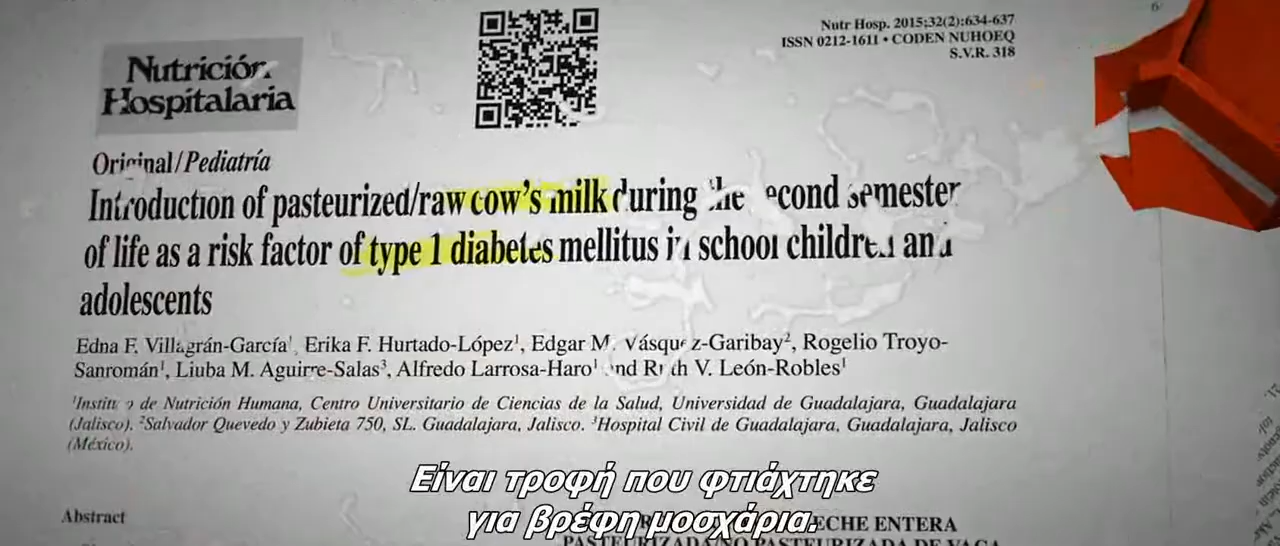 Nutrición
Hospitalaria
Nutr Hosp. 2015;32(2):634-637
ISSN 0212-1611 • CODEN NUHOEQ
S.V.R. 318
Original/Pediatría
Introduction of pasteurized/raw cow's milk during the second semester
of life as a risk factor of type 1 diabetes mellitus in school children and
adolescents
Edna F. Villagrán-García¹, Erika F. Hurtado-López¹, Edgar M. Vásquez-Garibay², Rogelio Troyo-
Sanromán¹, Liuba M. Aguirre-Salas³, Alfredo Larrosa-Haro¹ and Ruth V. León-Robles¹
¹Instituto de Nutrición Humana, Centro Universitario de Ciencias de la Salud, Universidad de Guadalajara, Guadalajara
(Jalisco). ²Salvador Quevedo y Zubieta 750, SL. Guadalajara, Jalisco. ³Hospital Civil de Guadalajara, Guadalajara, Jalisco
(México).
Είναι τροφή που φτιάχτηκε
για βρέφη μοσχάρια.
Abstract
LECHE ENTERA
PASTEURIZADA/NO PASTEURIZADA DE VACA